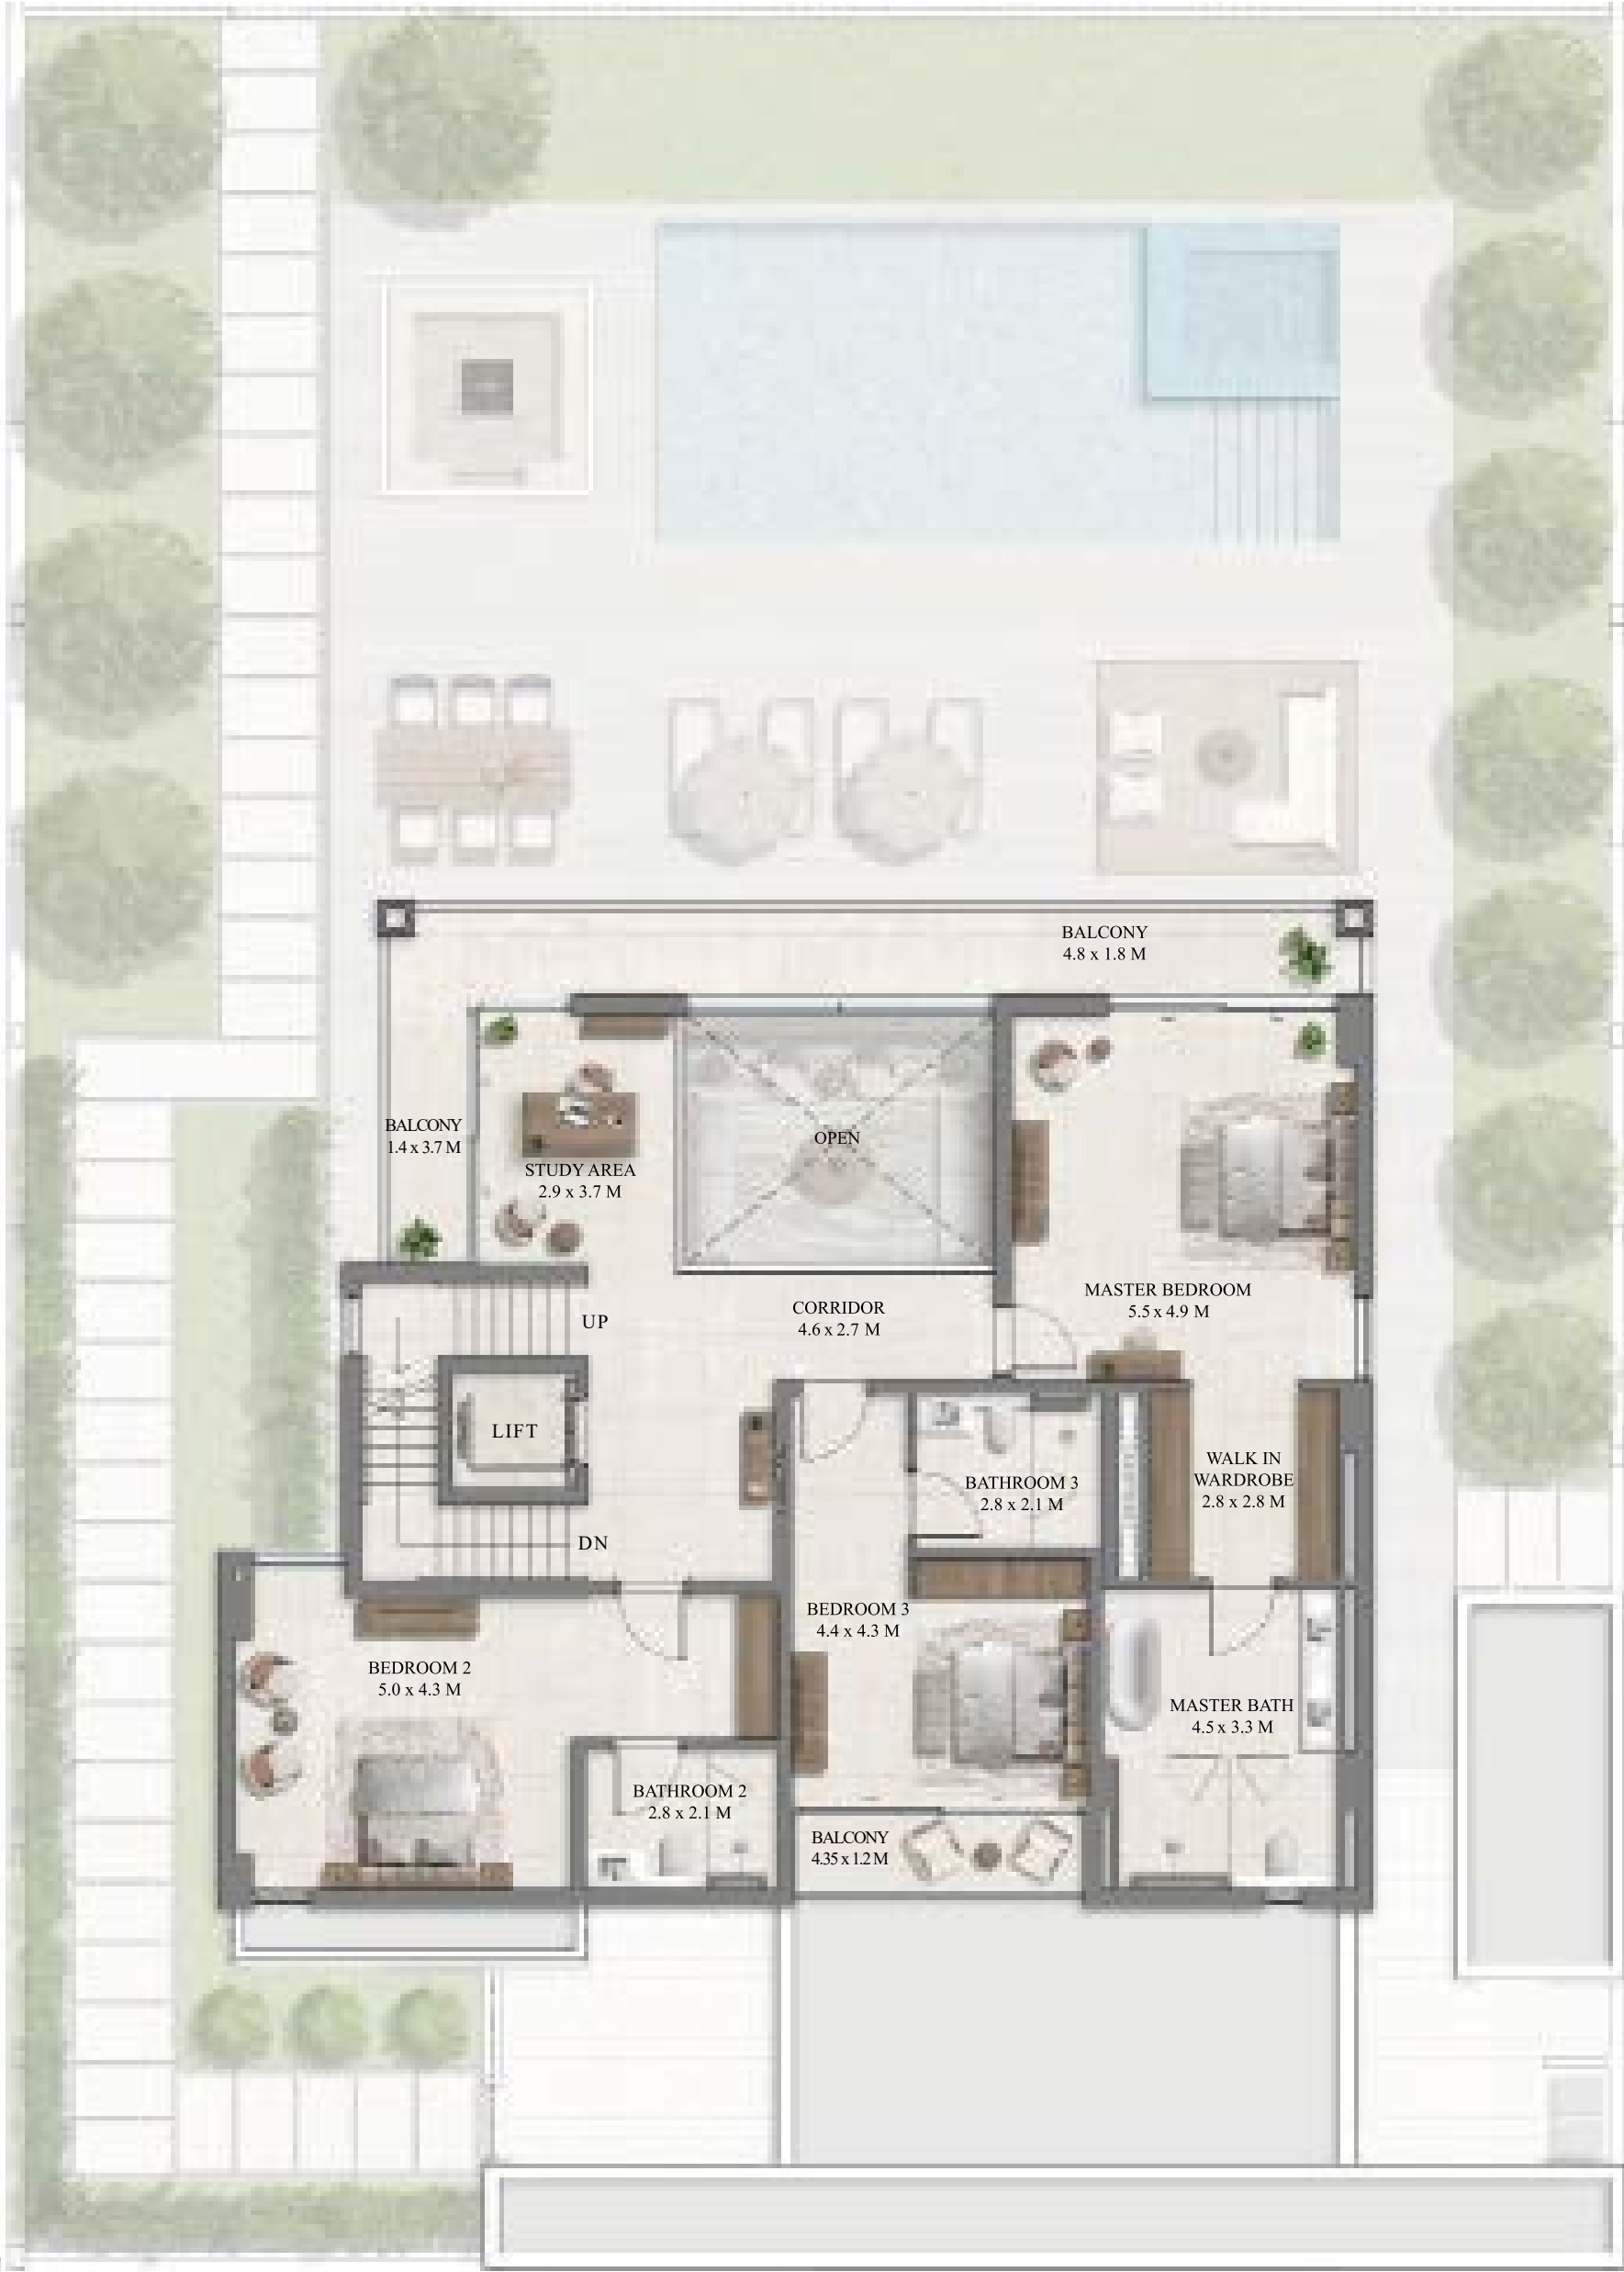 BALCONY
4.8 x 1.8 M
BALCONY
1.4 x 3.7 M
STUDY AREA
2.9 x 3.7 M
OPEN
MASTER BEDROOM
5.5 x 4.9 M
UP
CORRIDOR
4.6 x 2.7 M
LIFT
DN
BATHROOM 3
2.8 x 2.1 M
WALK IN
WARDROBE
2.8 x 2.8 M
BEDROOM 2
5.0 x 4.3 M
BEDROOM 3
4.4 x 4.3 M
MASTER BATH
4.5 x 3.3 M
BATHROOM 2
2.8 x 2.1 M
BALCONY
4.35 x 1.2 M